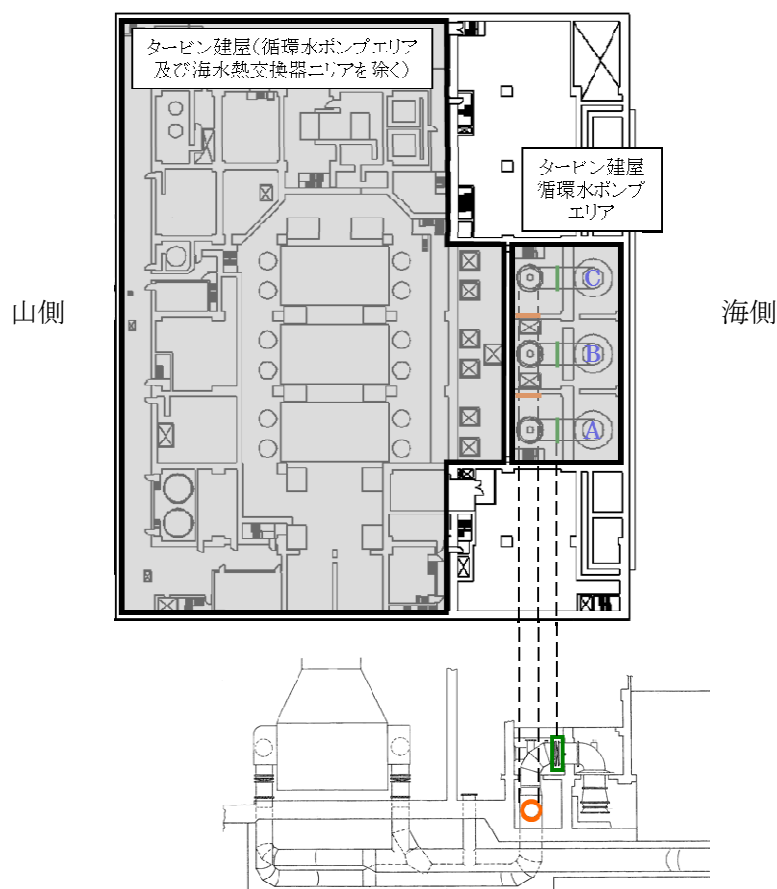 タービン建屋(循環水ポンプエリア
及び海水熱交換器エリアを除く)
タービン建屋
循環水ポンプ
エリア
山側
海側
C
B
A